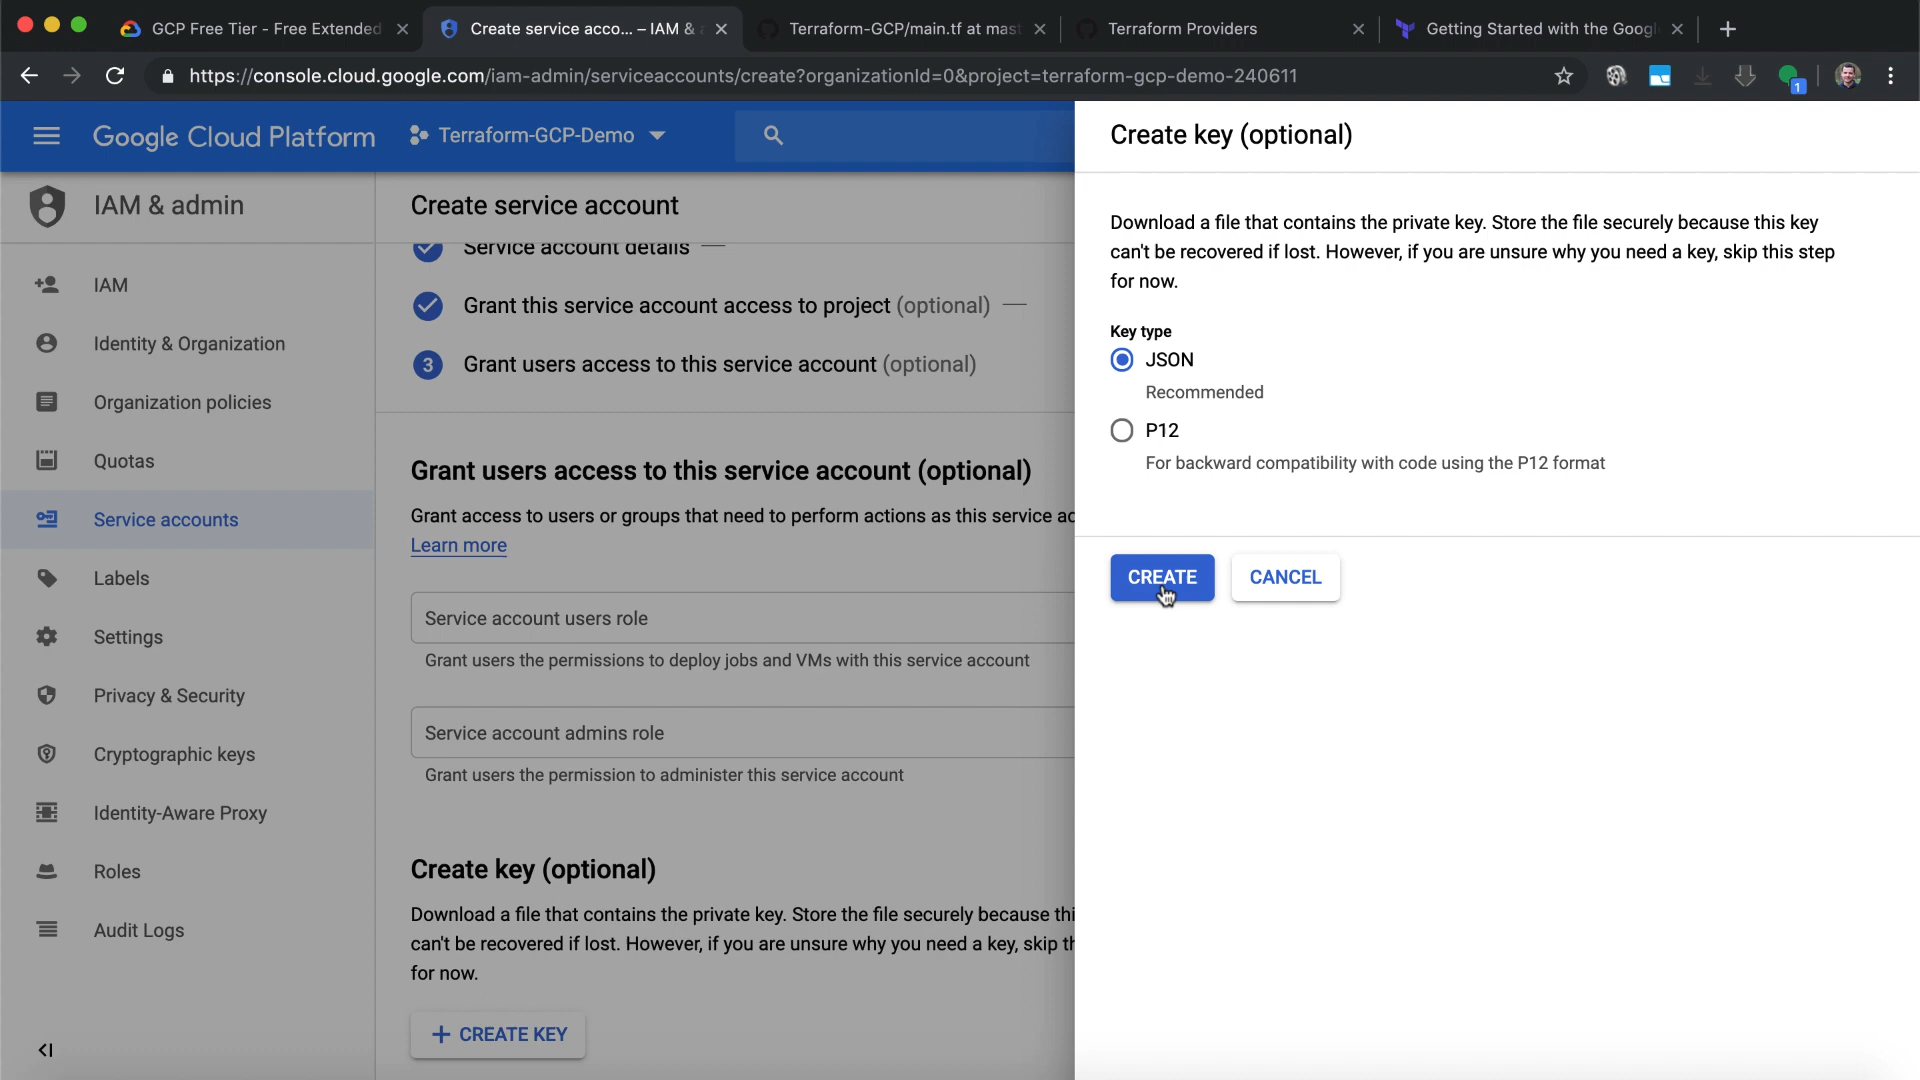 GCP Free Tier - Free Extended
Create service acco... – IAM &
Terraform-GCP/main.tf at mast
Terraform Providers
Getting Started with the Googl
https://console.cloud.google.com/iam-admin/serviceaccounts/create?organizationId=0&project=terraform-gcp-demo-240611
1
Google Cloud Platform
Terraform-GCP-Demo
IAM & admin
IAM
Identity & Organization
Organization policies
Quotas
Service accounts
Labels
Settings
Privacy & Security
Cryptographic keys
Identity-Aware Proxy
Roles
Audit Logs
Create service account
Service account details
Grant this service account access to project (optional)
3 Grant users access to this service account (optional)
Grant users access to this service account (optional)
Grant access to users or groups that need to perform actions as this service ac
Learn more
Service account users role
Grant users the permissions to deploy jobs and VMs with this service account
Service account admins role
Grant users the permission to administer this service account
Create key (optional)
Download a file that contains the private key. Store the file securely because thi
can't be recovered if lost. However, if you are unsure why you need a key, skip th
for now.
+ CREATE KEY
Create key (optional)
Download a file that contains the private key. Store the file securely because this key
can't be recovered if lost. However, if you are unsure why you need a key, skip this step
for now.
Key type
JSON
Recommended
P12
For backward compatibility with code using the P12 format
CREATE
CANCEL